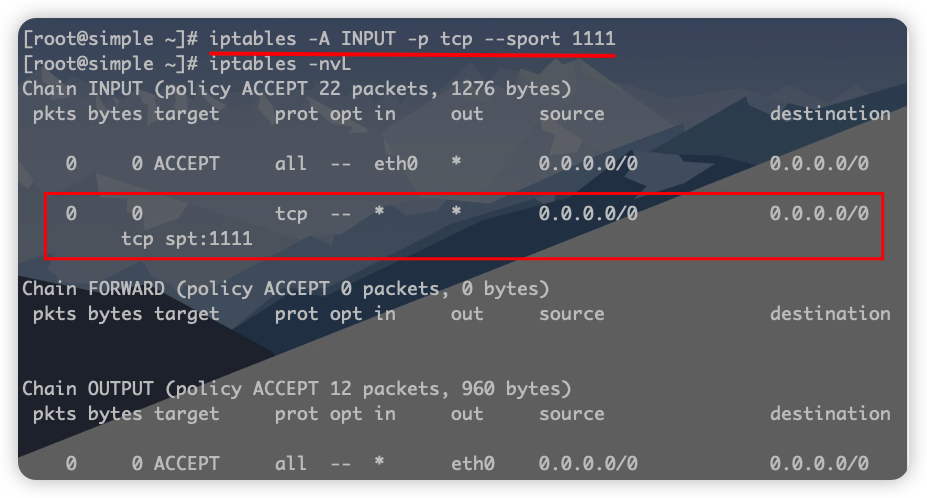 [root@simple ~]# iptables -A INPUT -p tcp --sport 1111
[root@simple ~]# iptables -nvL
Chain INPUT (policy ACCEPT 22 packets, 1276 bytes)
pkts bytes target prot opt in out source destination
0 0 ACCEPT all -- eth0 * 0.0.0.0/0 0.0.0.0/0
0 0 tcp -- * * 0.0.0.0/0 0.0.0.0/0
tcp spt:1111
Chain FORWARD (policy ACCEPT 0 packets, 0 bytes)
pkts bytes target prot opt in out source destination
Chain OUTPUT (policy ACCEPT 12 packets, 960 bytes)
pkts bytes target prot opt in out source destination
0 0 ACCEPT all -- * eth0 0.0.0.0/0 0.0.0.0/0